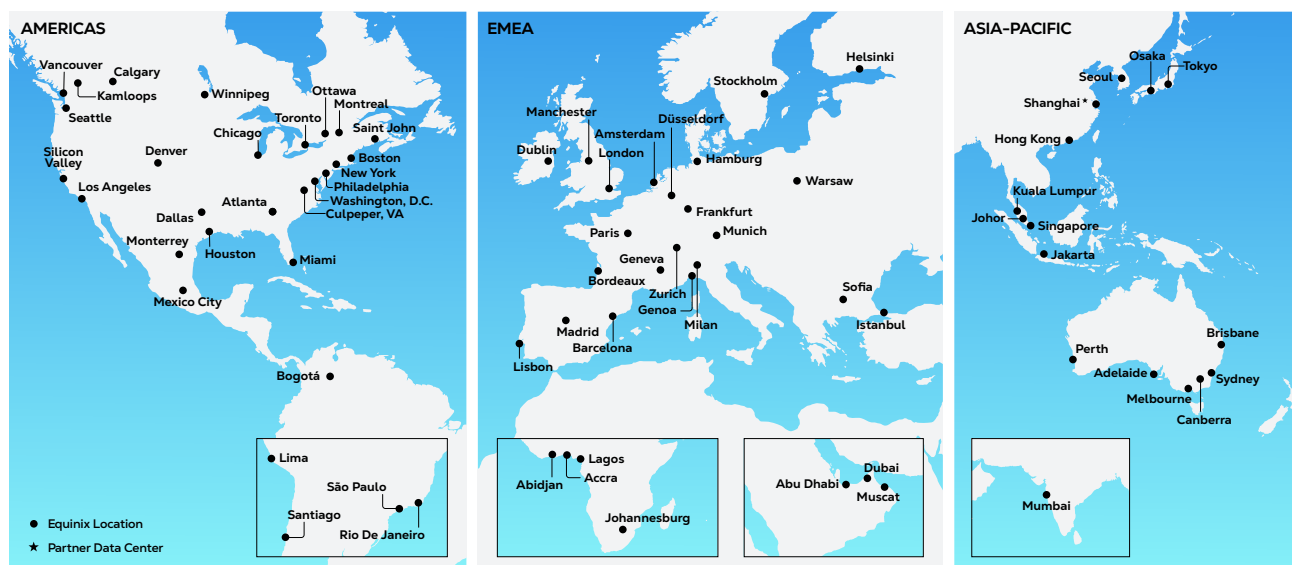 AMERICAS
Vancouver
Calgary
Kamloops
Winnipeg
Seattle
Ottawa
Montreal
Toronto
Saint John
Chicago
Silicon
Valley
Denver
Boston
New York
Philadelphia
Washington, D.C.
Culpeper, VA
Los Angeles
Atlanta
Dallas
Monterrey
Houston
Miami
Mexico City
Bogotá
Lima
São Paulo
Santiago
Rio De Janeiro
Equinix Location
★ Partner Data Center
EMEA
Helsinki
Stockholm
Manchester
Düsseldorf
Amsterdam
London
Dublin
Hamburg
Warsaw
Frankfurt
Paris
Munich
Geneva
Bordeaux
Zurich
Genoa
Milan
Sofia
Istanbul
Madrid
Barcelona
Lisbon
Lagos
Abidjan
Accra
Johannesburg
Dubai
Abu Dhabi
Muscat
ASIA-PACIFIC
Osaka
Tokyo
Seoul
Shanghai★
Hong Kong
Kuala Lumpur
Johor
Singapore
Jakarta
Brisbane
Perth
Adelaide
Sydney
Melbourne
Canberra
Mumbai